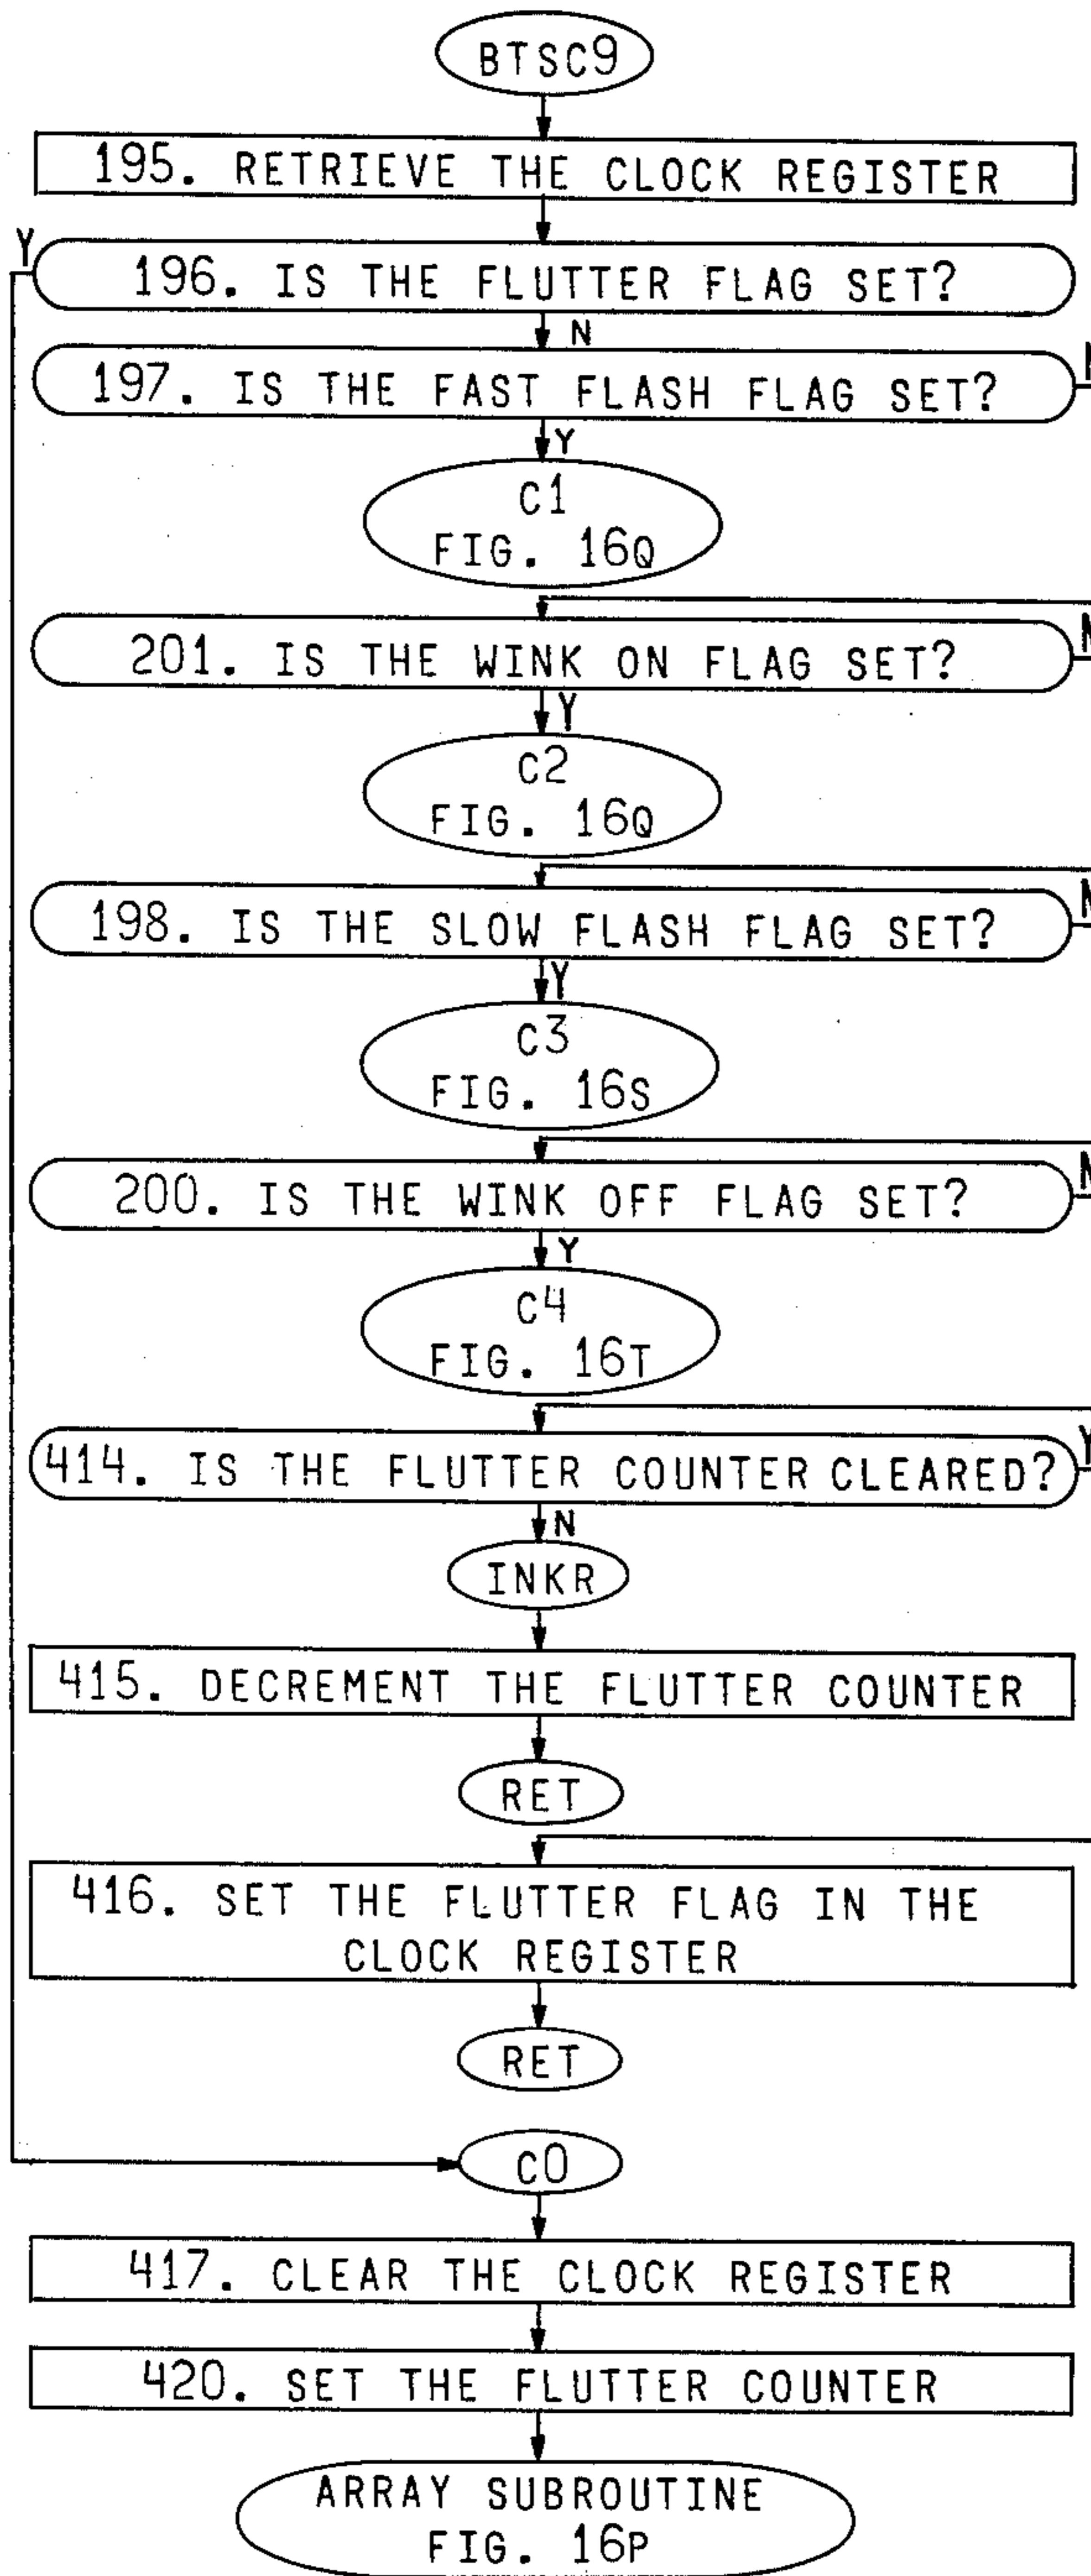 BTSC9
195. RETRIEVE THE CLOCK REGISTER
Y
196. IS THE FLUTTER FLAG SET?
N
197. IS THE FAST FLASH FLAG SET?
Y
C1
FIG. 16Q
201. IS THE WINK ON FLAG SET?
Y
C2
FIG. 16Q
198. IS THE SLOW FLASH FLAG SET?
Y
C3
FIG. 16S
200. IS THE WINK OFF FLAG SET?
Y
C4
FIG. 16T
414. IS THE FLUTTER COUNTER CLEARED?
Y
N
INKR
415. DECREMENT THE FLUTTER COUNTER
RET
416. SET THE FLUTTER FLAG IN THE
CLOCK REGISTER
RET
C0
417. CLEAR THE CLOCK REGISTER
420. SET THE FLUTTER COUNTER
ARRAY SUBROUTINE
FIG. 16P